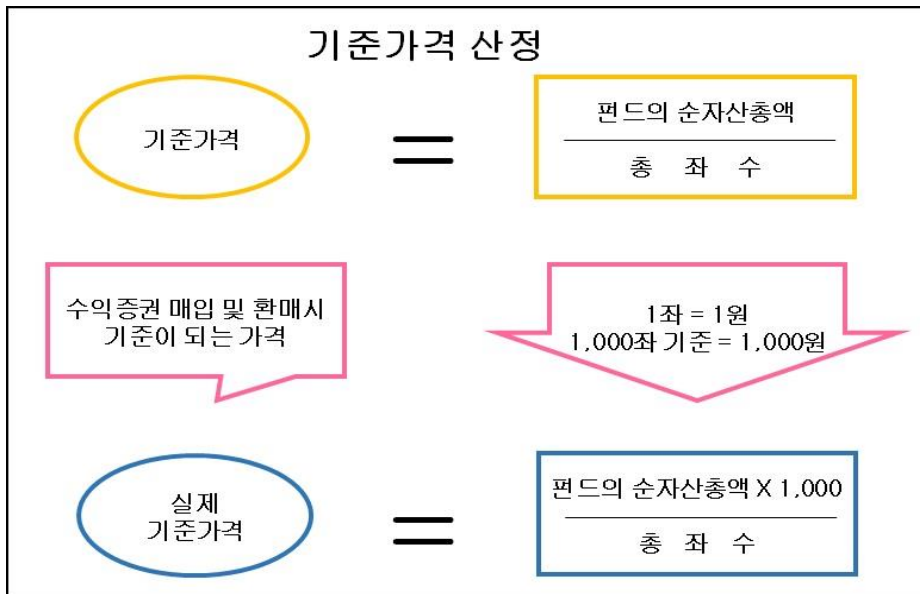 기준가격 산정
기준가격
=
펀드의 순자산총액
총 좌 수
수익증권 매입 및 환매시
기준이 되는 가격
1좌 = 1원
1,000좌 기준 = 1,000원
실제
기준가격
=
펀드의 순자산총액 X 1,000
총 좌 수